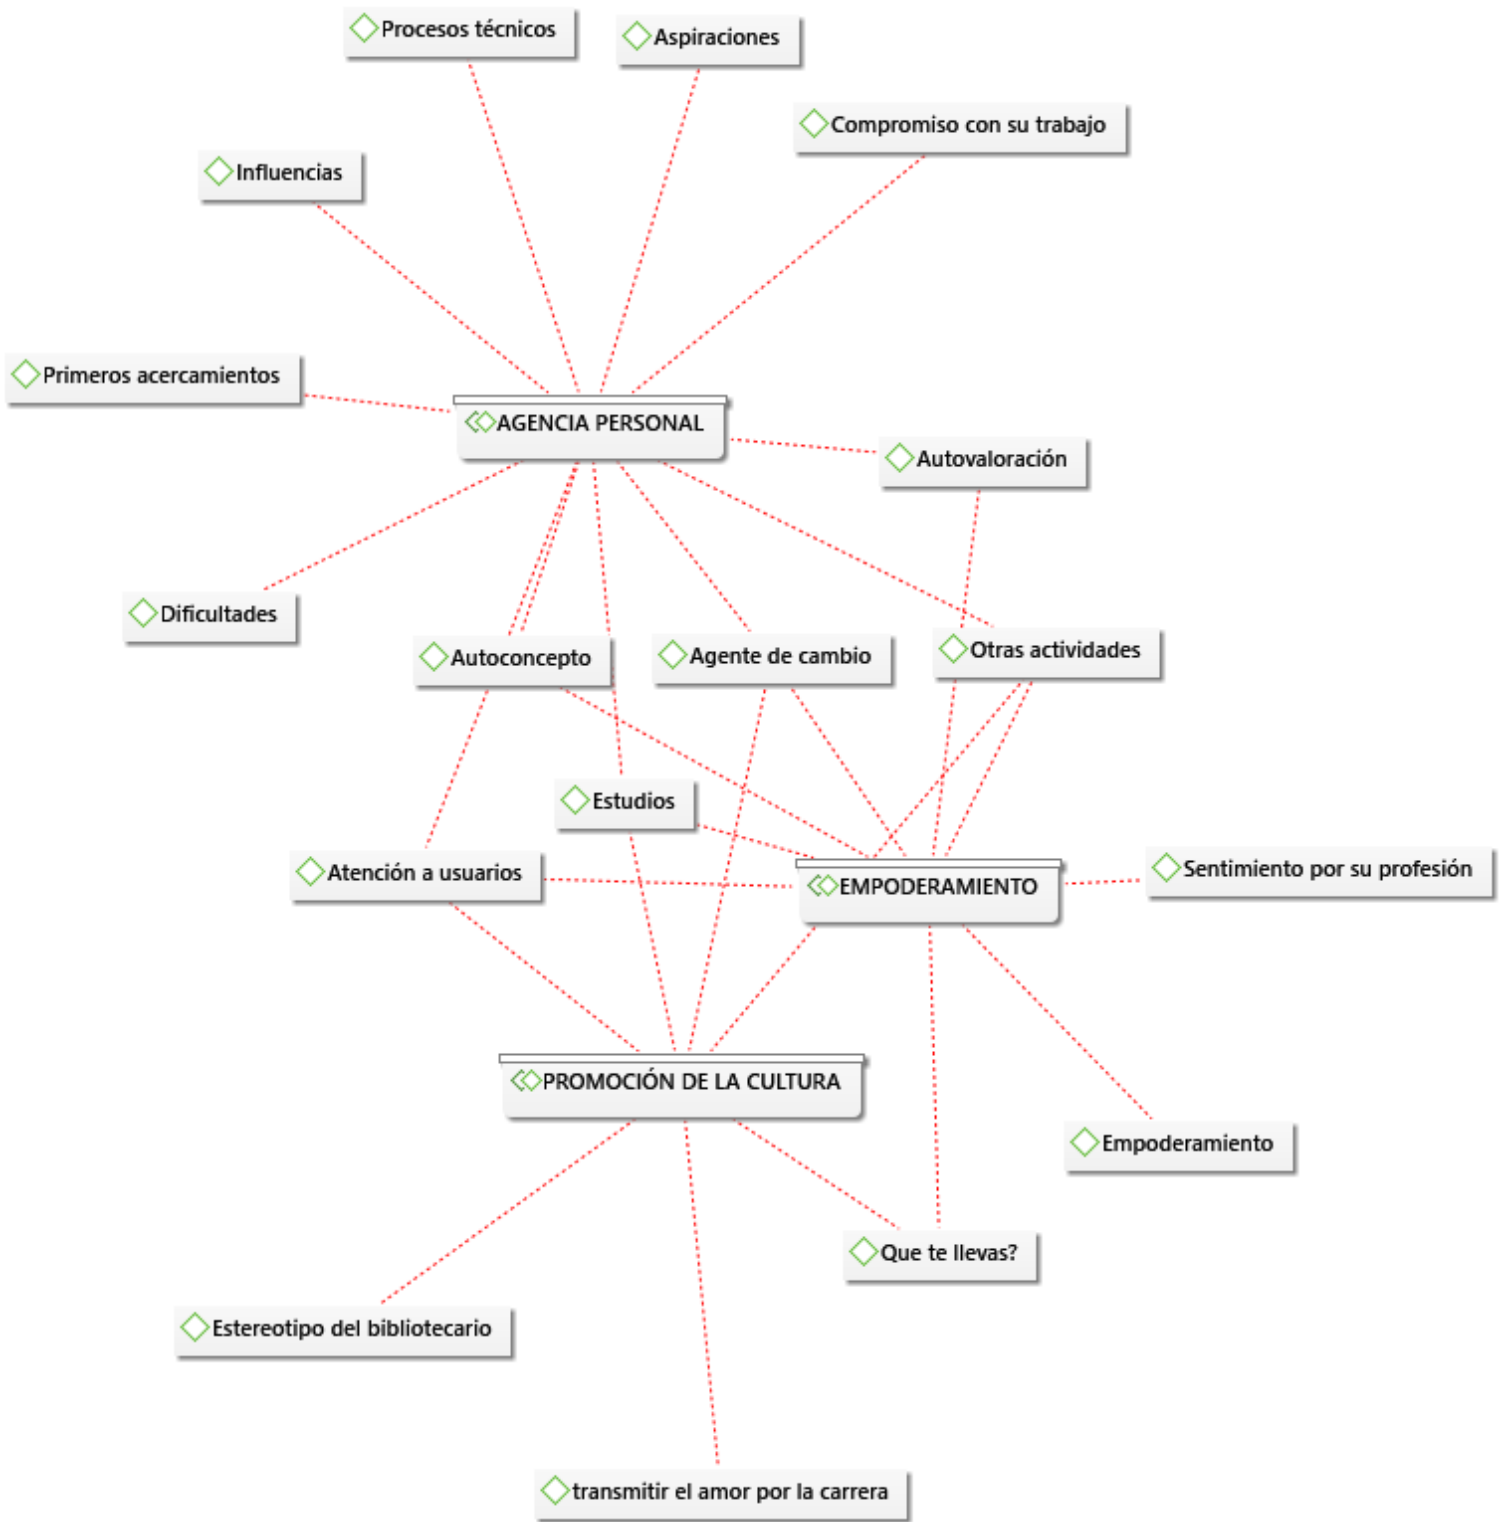 Procesos técnicos
Aspiraciones
Compromiso con su trabajo
Influencias
Primeros acercamientos
AGENCIA PERSONAL
Autovaloración
Dificultades
Autoconcepto
Agente de cambio
Otras actividades
Estudios
Atención a usuarios
EMPODERAMIENTO
Sentimiento por su profesión
PROMOCIÓN DE LA CULTURA
Empoderamiento
Que te llevas?
Estereotipo del bibliotecario
transmitir el amor por la carrera